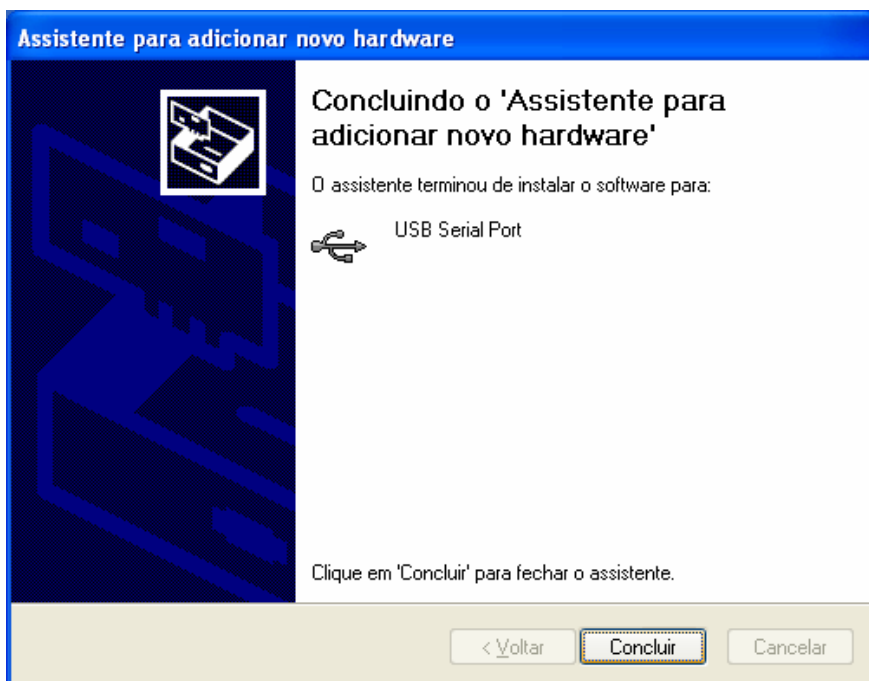 Assistente para adicionar novo hardware
Concluindo o 'Assistente para
adicionar novo hardware'
O assistente terminou de instalar o software para:
USB Serial Port
Clique em 'Concluir' para fechar o assistente.
< Voltar
Concluir
Cancelar